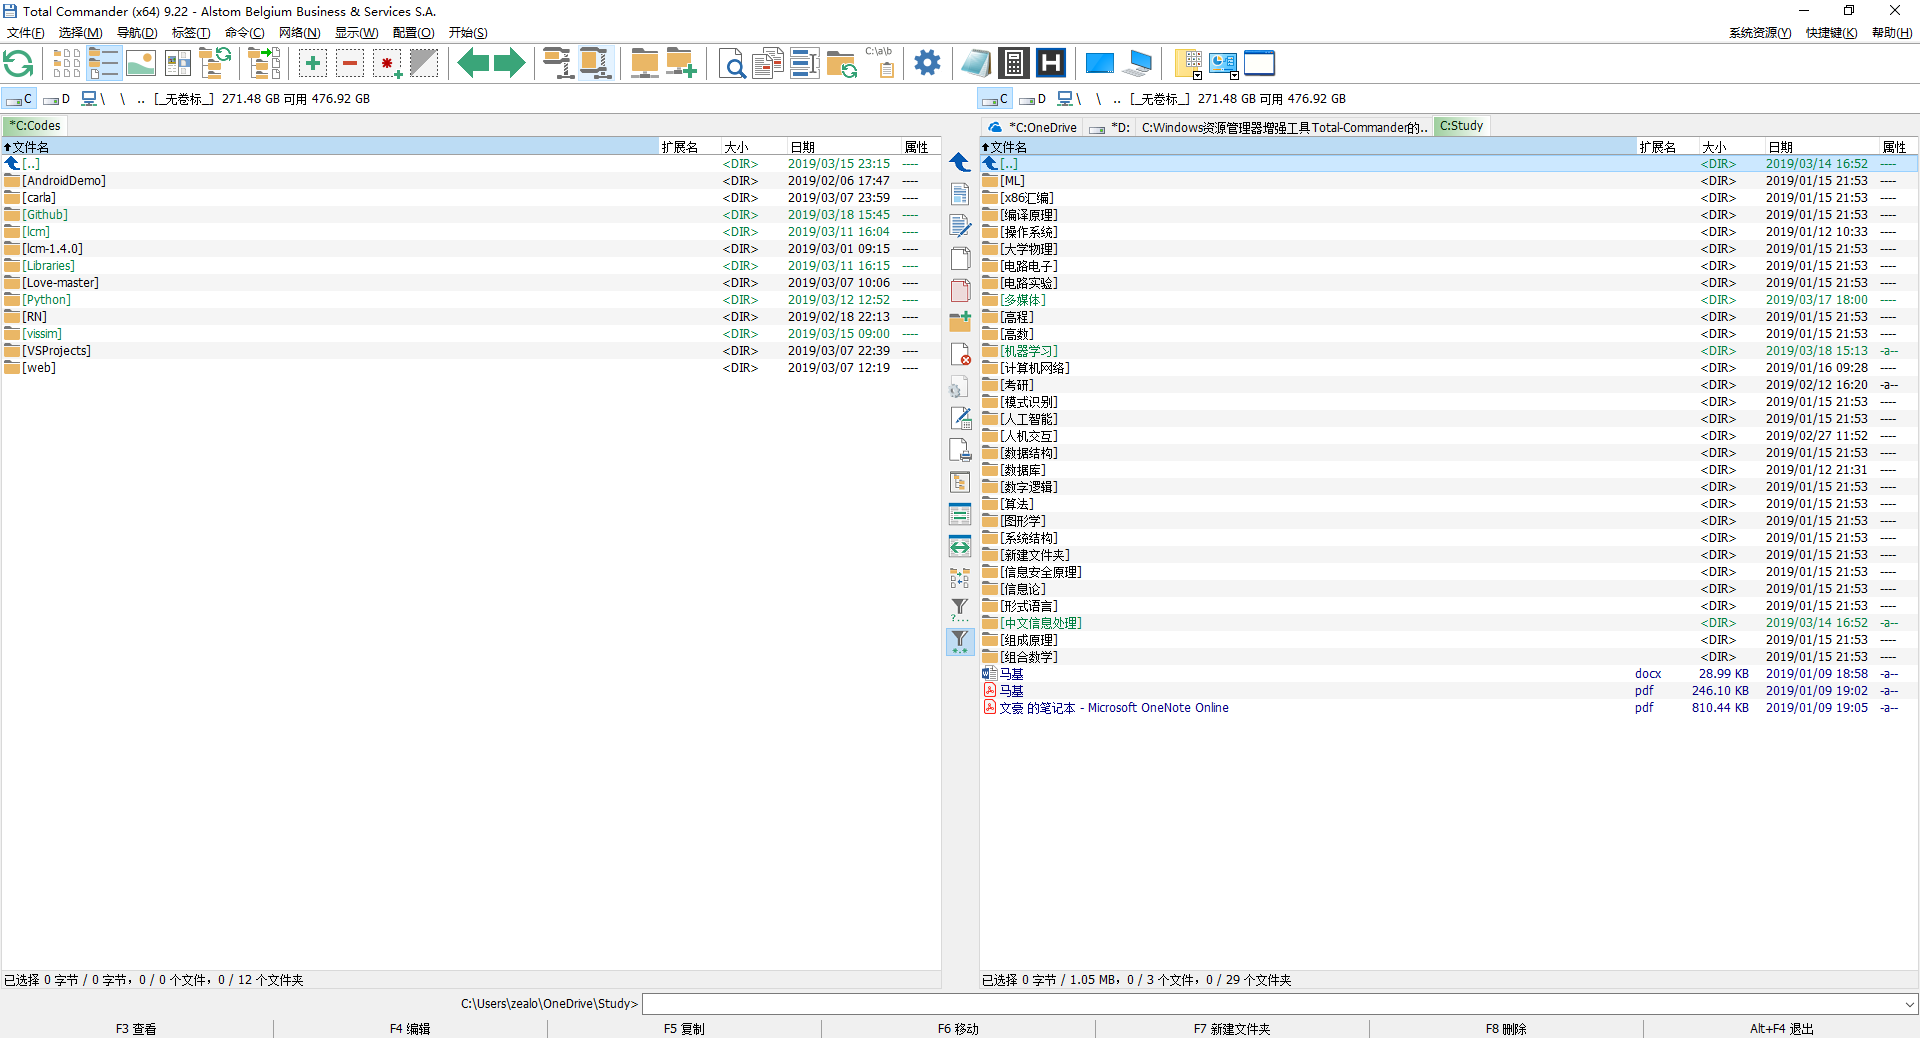 Total Commander (x64) 9.22 - Alstom Belgium Business & Services S.A.
文件(F) 选择(M) 导航(D) 标签(T) 命令(C) 网络(N) 显示(W) 配置(O) 开始(S) 系统资源(Y) 快捷键(K) 帮助(H)
C:\a\b
C D \ \ .. [_无卷标_] 271.48 GB 可用 476.92 GB
C D \ \ .. [_无卷标_] 271.48 GB 可用 476.92 GB
*C:Codes
*C:OneDrive *D: C:Windows资源管理器增强工具Total-Commander的.. C:Study
文件名 扩展名 大小 日期 属性
[..] <DIR> 2019/03/15 23:15 ----
[AndroidDemo] <DIR> 2019/02/06 17:47 ----
[carla] <DIR> 2019/03/07 23:59 ----
[Github] <DIR> 2019/03/18 15:45 ----
[lcm] <DIR> 2019/03/11 16:04 ----
[lcm-1.4.0] <DIR> 2019/03/01 09:15 ----
[Libraries] <DIR> 2019/03/11 16:15 ----
[Love-master] <DIR> 2019/03/07 10:06 ----
[Python] <DIR> 2019/03/12 12:52 ----
[RN] <DIR> 2019/02/18 22:13 ----
[vissim] <DIR> 2019/03/15 09:00 ----
[VSProjects] <DIR> 2019/03/07 22:39 ----
[web] <DIR> 2019/03/07 12:19 ----
文件名 扩展名 大小 日期 属性
[..] <DIR> 2019/03/14 16:52 ----
[ML] <DIR> 2019/01/15 21:53 ----
[x86汇编] <DIR> 2019/01/15 21:53 ----
[编译原理] <DIR> 2019/01/15 21:53 ----
[操作系统] <DIR> 2019/01/12 10:33 ----
[大学物理] <DIR> 2019/01/15 21:53 ----
[电路电子] <DIR> 2019/01/15 21:53 ----
[电路实验] <DIR> 2019/01/15 21:53 ----
[多媒体] <DIR> 2019/03/17 18:00 ----
[高程] <DIR> 2019/01/15 21:53 ----
[高数] <DIR> 2019/01/15 21:53 ----
[机器学习] <DIR> 2019/03/18 15:13 -a--
[计算机网络] <DIR> 2019/01/16 09:28 ----
[考研] <DIR> 2019/02/12 16:20 -a--
[模式识别] <DIR> 2019/01/15 21:53 ----
[人工智能] <DIR> 2019/01/15 21:53 ----
[人机交互] <DIR> 2019/02/27 11:52 ----
[数据结构] <DIR> 2019/01/15 21:53 ----
[数据库] <DIR> 2019/01/12 21:31 ----
[数字逻辑] <DIR> 2019/01/15 21:53 ----
[算法] <DIR> 2019/01/15 21:53 ----
[图形学] <DIR> 2019/01/15 21:53 ----
[系统结构] <DIR> 2019/01/15 21:53 ----
[新建文件夹] <DIR> 2019/01/15 21:53 ----
[信息安全原理] <DIR> 2019/01/15 21:53 ----
[信息论] <DIR> 2019/01/15 21:53 ----
[形式语言] <DIR> 2019/01/15 21:53 ----
[中文信息处理] <DIR> 2019/03/14 16:52 -a--
[组成原理] <DIR> 2019/01/15 21:53 ----
[组合数学] <DIR> 2019/01/15 21:53 ----
马基 docx 28.99 KB 2019/01/09 18:58 -a--
马基 pdf 246.10 KB 2019/01/09 19:02 -a--
文豪 的笔记本 - Microsoft OneNote Online pdf 810.44 KB 2019/01/09 19:05 -a--
已选择 0 字节 / 0 字节，0 / 0 个文件，0 / 12 个文件夹
已选择 0 字节 / 1.05 MB，0 / 3 个文件，0 / 29 个文件夹
C:\Users\zealo\OneDrive\Study>
F3 查看 F4 编辑 F5 复制 F6 移动 F7 新建文件夹 F8 删除 Alt+F4 退出